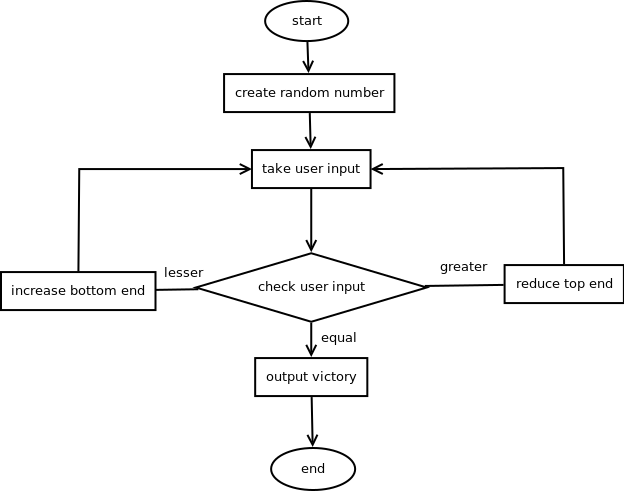 start
create random number
take user input
lesser
greater
increase bottom end
check user input
reduce top end
equal
output victory
end